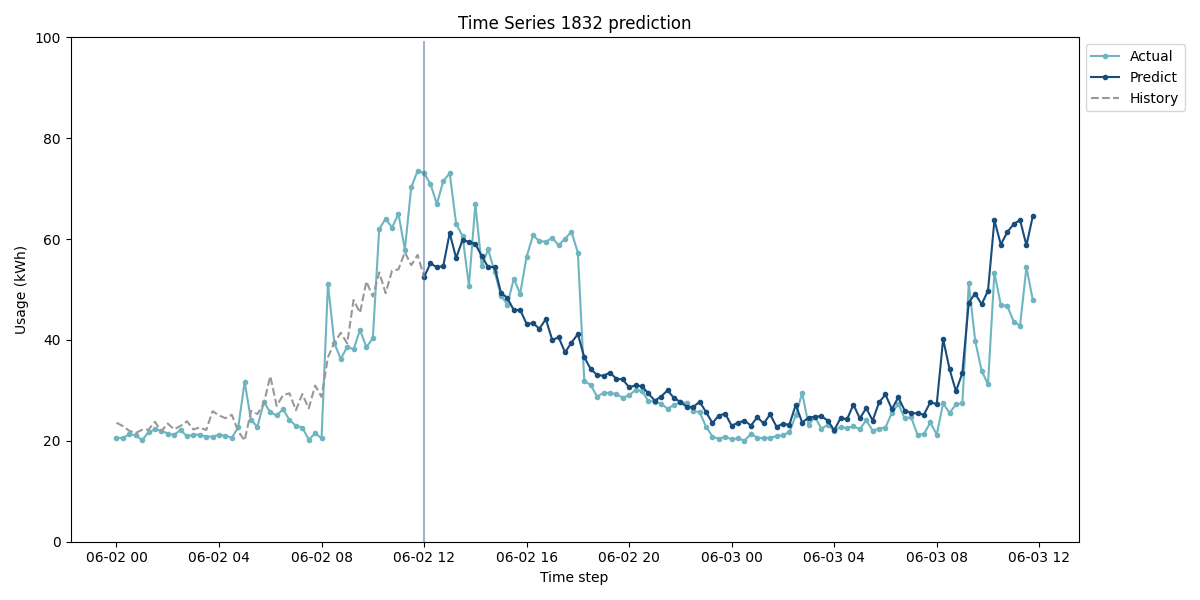 Time Series 1832 prediction
Usage (kWh)
100
80
60
40
20
0
06-02 00
06-02 04
06-02 08
06-02 12
06-02 16
06-02 20
06-03 00
06-03 04
06-03 08
06-03 12
Time step
Actual
Predict
History